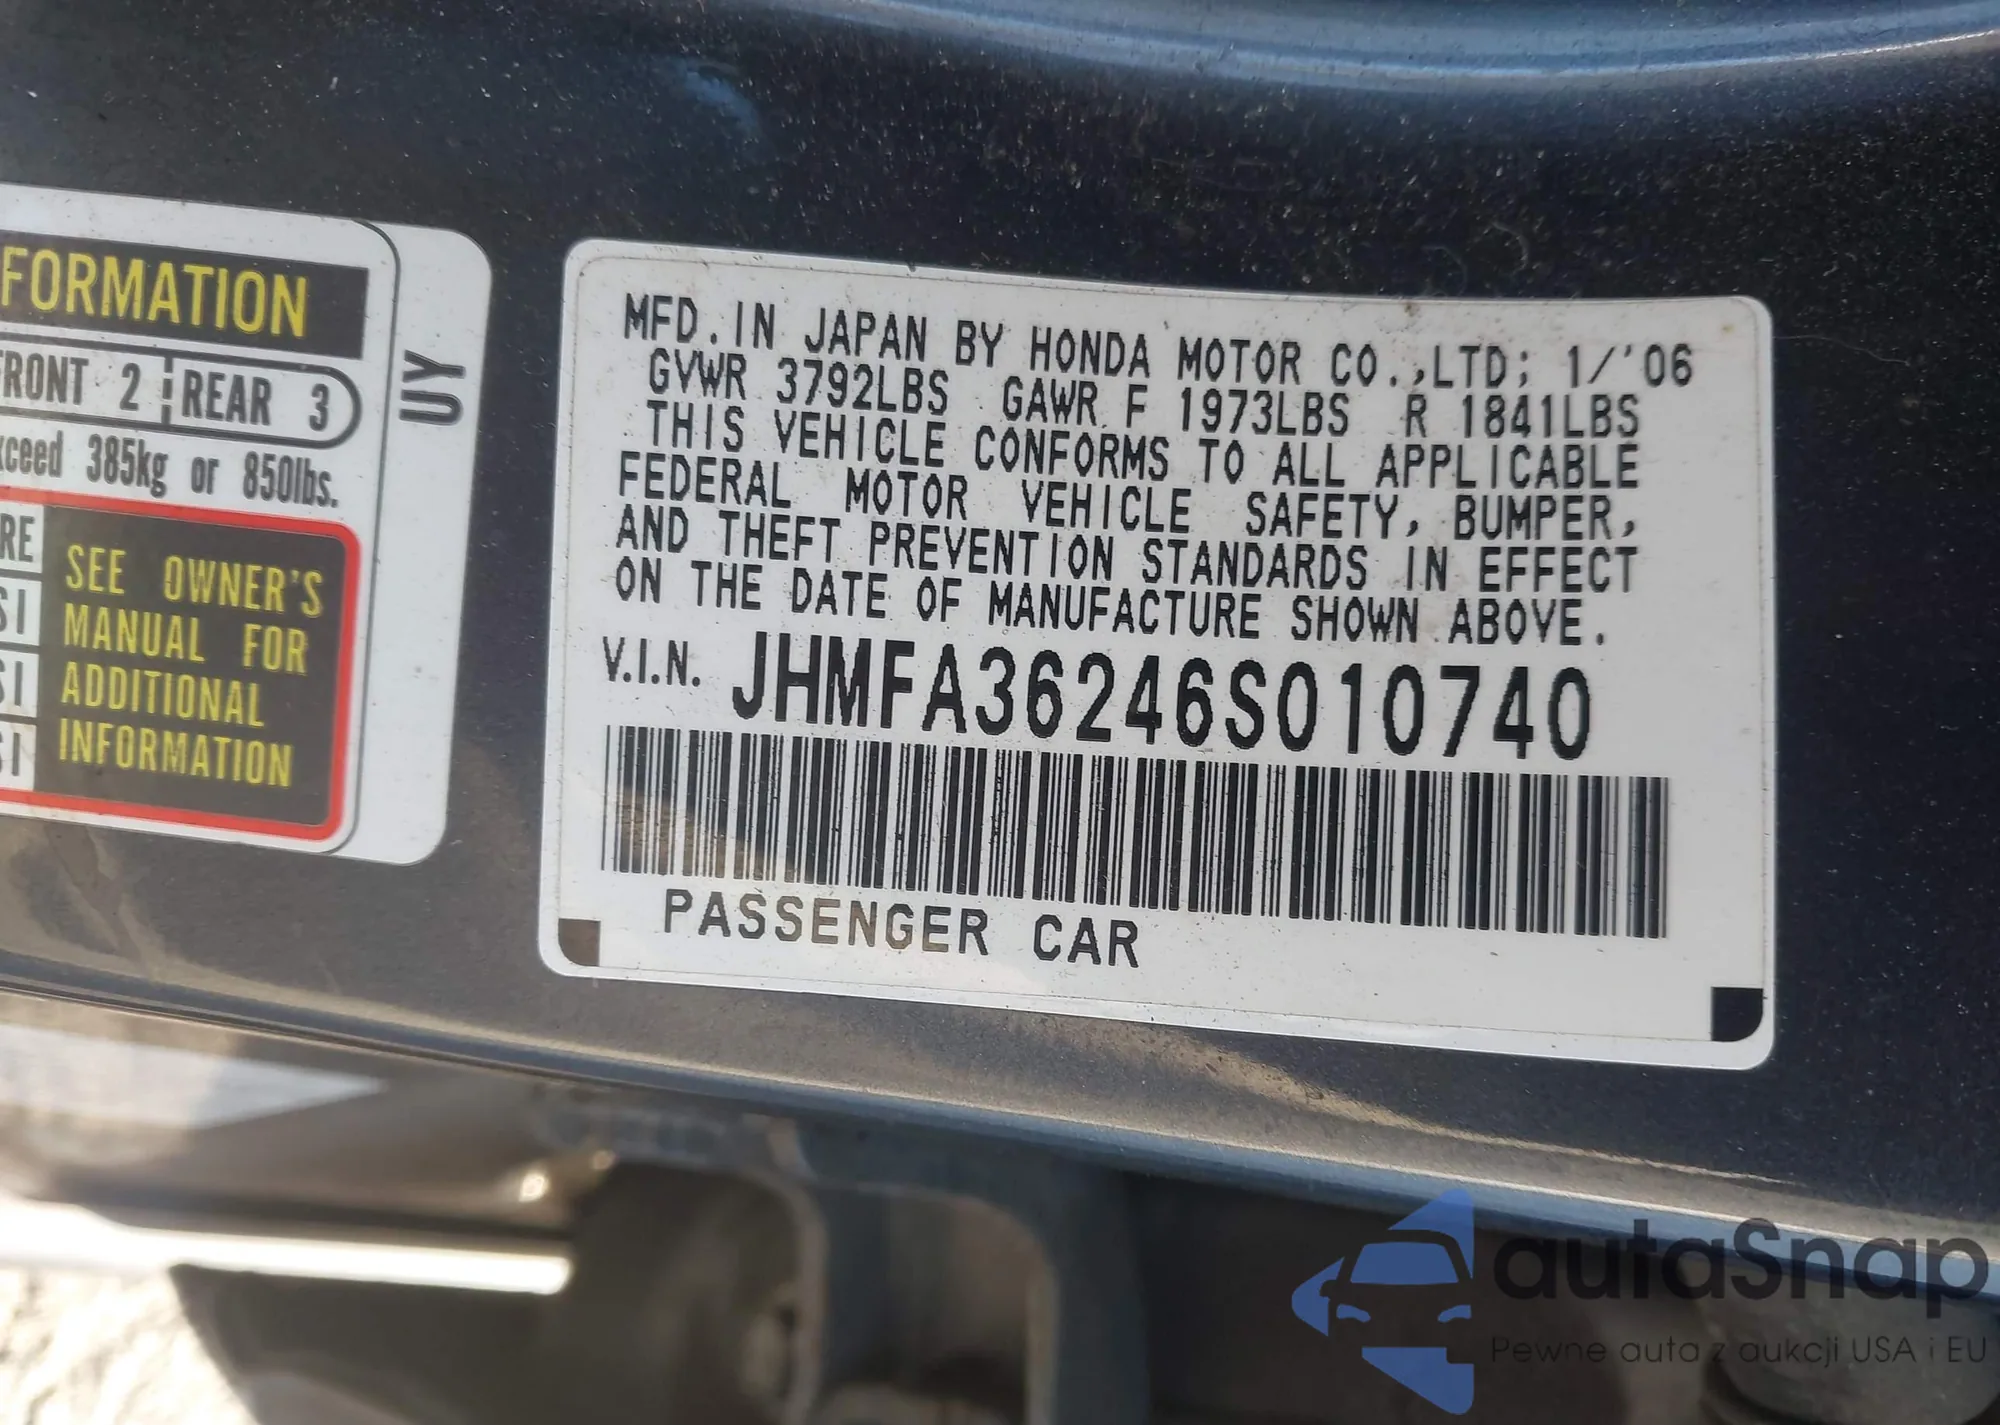 FORMATION
FRONT 2 REAR 3
exceed 385kg or 850lbs.
SEE OWNER'S
MANUAL FOR
ADDITIONAL
INFORMATION
UY
MFD. IN JAPAN BY HONDA MOTOR CO.,LTD; 1/'06
GVWR 3792LBS GAWR F 1973LBS R 1841LBS
THIS VEHICLE CONFORMS TO ALL APPLICABLE
FEDERAL MOTOR VEHICLE SAFETY, BUMPER,
AND THEFT PREVENTION STANDARDS IN EFFECT
ON THE DATE OF MANUFACTURE SHOWN ABOVE.
V.I.N. JHMFA36246S010740
PASSENGER CAR
autoSnap
Pewne auta z aukcji USA i EU